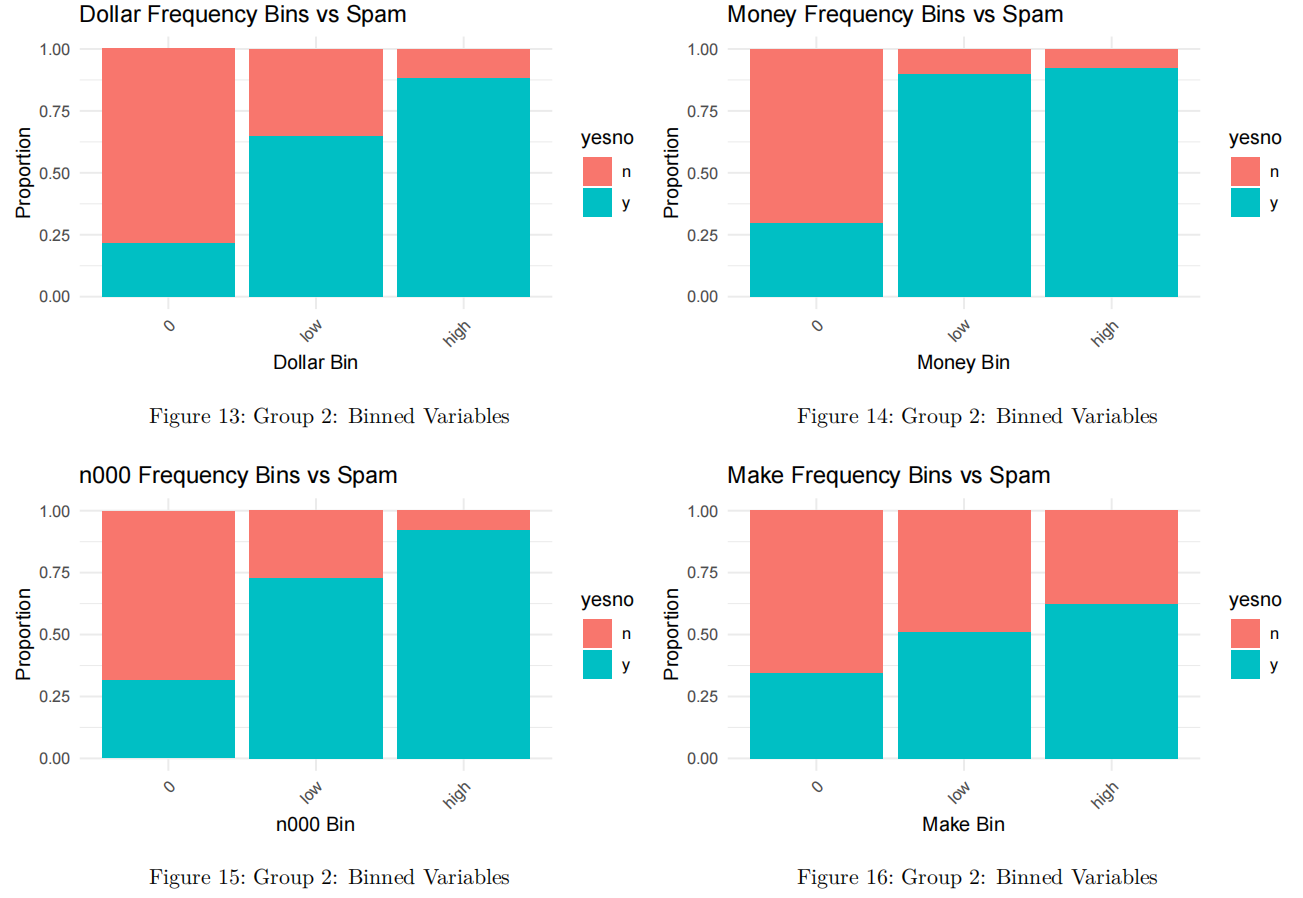 Dollar Frequency Bins vs Spam
1.00
0.75
0.50
0.25
0.00
Proportion
0
low
high
Dollar Bin
yesno
n
y
Figure 13: Group 2: Binned Variables
Money Frequency Bins vs Spam
1.00
0.75
0.50
0.25
0.00
Proportion
0
low
high
Money Bin
yesno
n
y
Figure 14: Group 2: Binned Variables
n000 Frequency Bins vs Spam
1.00
0.75
0.50
0.25
0.00
Proportion
0
low
high
n000 Bin
yesno
n
y
Figure 15: Group 2: Binned Variables
Make Frequency Bins vs Spam
1.00
0.75
0.50
0.25
0.00
Proportion
0
low
high
Make Bin
yesno
n
y
Figure 16: Group 2: Binned Variables